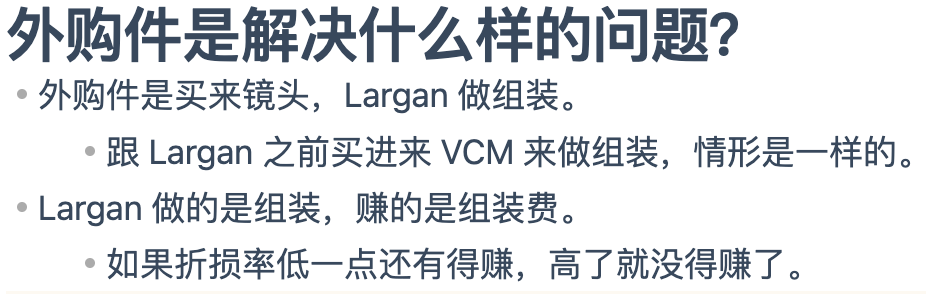 外购件是解决什么样的问题？
外购件是买来镜头，Largan 做组装。
跟 Largan 之前买进来 VCM 来做组装，情形是一样的。
Largan 做的是组装，赚的是组装费。
如果折损率低一点还有得赚，高了就没得赚了。